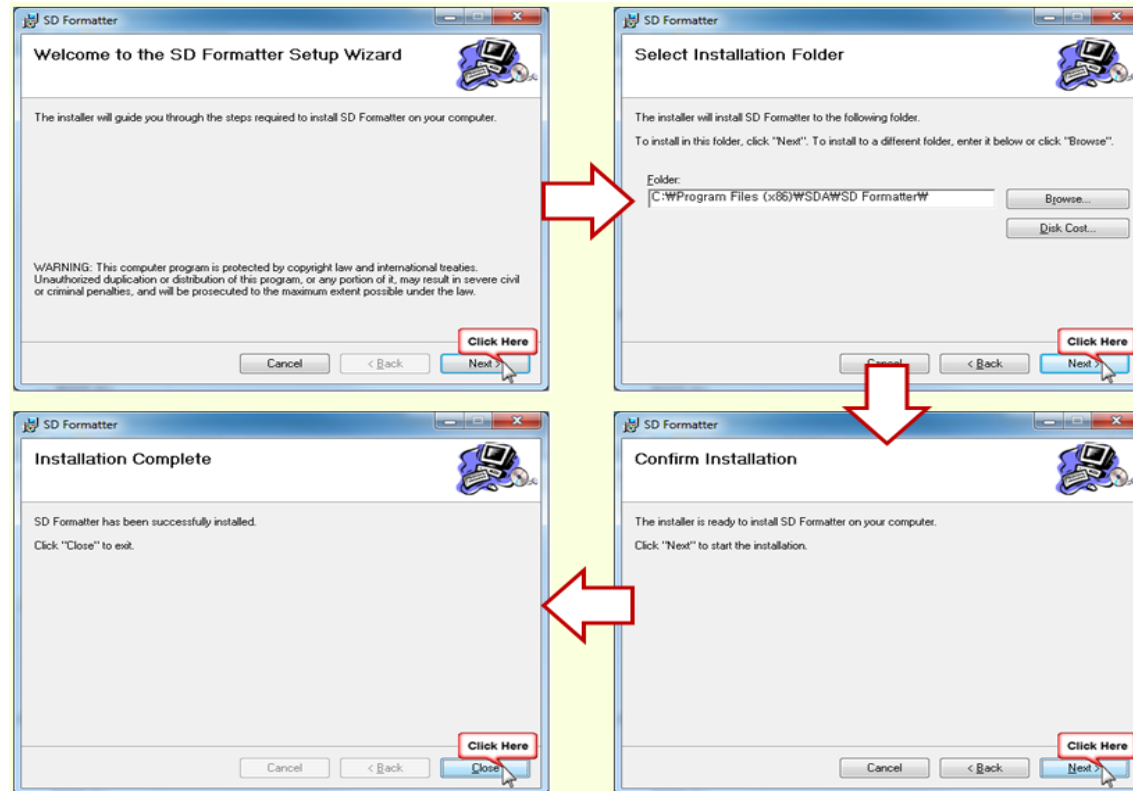 SD Formatter
Welcome to the SD Formatter Setup Wizard
The installer will guide you through the steps required to install SD Formatter on your computer.
WARNING: This computer program is protected by copyright law and international treaties.
Unauthorized duplication or distribution of this program, or any portion of it, may result in severe civil
or criminal penalties, and will be prosecuted to the maximum extent possible under the law.
Click Here
Cancel < Back Next >
SD Formatter
Select Installation Folder
The installer will install SD Formatter to the following folder.
To install in this folder, click "Next". To install to a different folder, enter it below or click "Browse".
Folder:
C:₩Program Files (x86)₩SDA₩SD Formatter₩
Browse...
Disk Cost...
Click Here
Cancel < Back Next >
SD Formatter
Confirm Installation
The installer is ready to install SD Formatter on your computer.
Click "Next" to start the installation.
Click Here
Cancel < Back Next >
SD Formatter
Installation Complete
SD Formatter has been successfully installed.
Click "Close" to exit.
Click Here
Cancel < Back Close